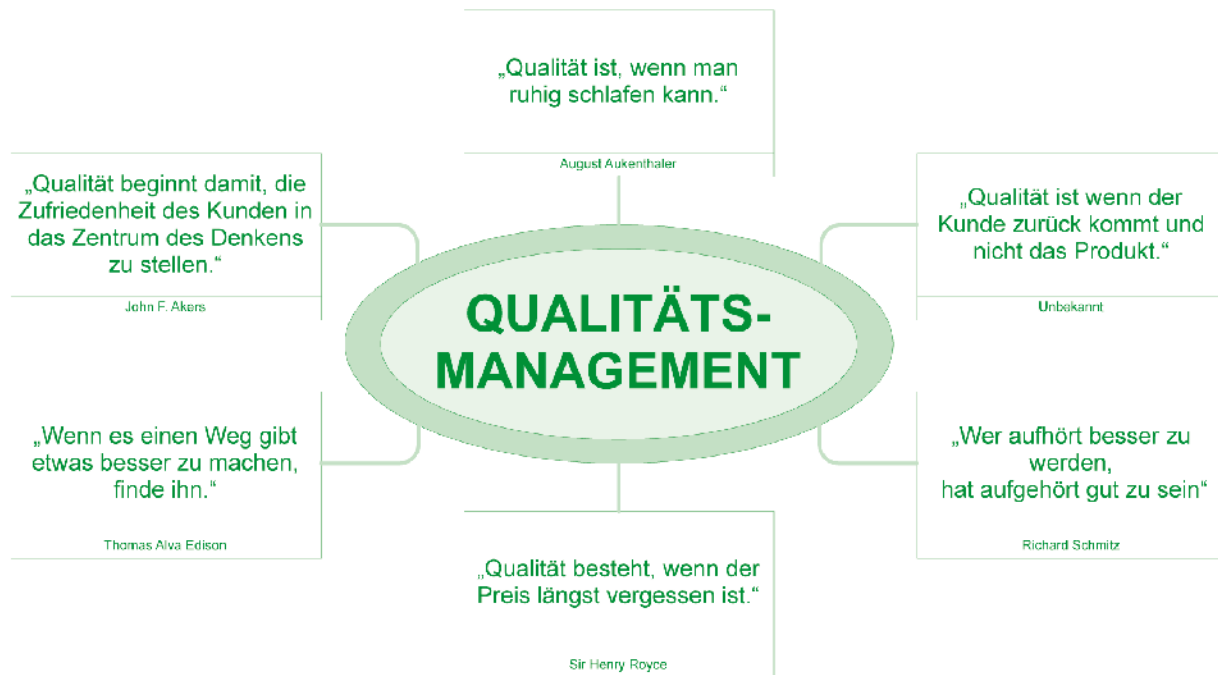 „Qualität ist, wenn man
ruhig schlafen kann.“
August Aukenthaler
„Qualität beginnt damit, die
Zufriedenheit des Kunden in
das Zentrum des Denkens
zu stellen.“
John F. Akers
„Qualität ist wenn der
Kunde zurück kommt und
nicht das Produkt.“
Unbekannt
QUALITÄTS-
MANAGEMENT
„Wenn es einen Weg gibt
etwas besser zu machen,
finde ihn.“
Thomas Alva Edison
„Wer aufhört besser zu
werden,
hat aufgehört gut zu sein“
Richard Schmitz
„Qualität besteht, wenn der
Preis längst vergessen ist.“
Sir Henry Royce